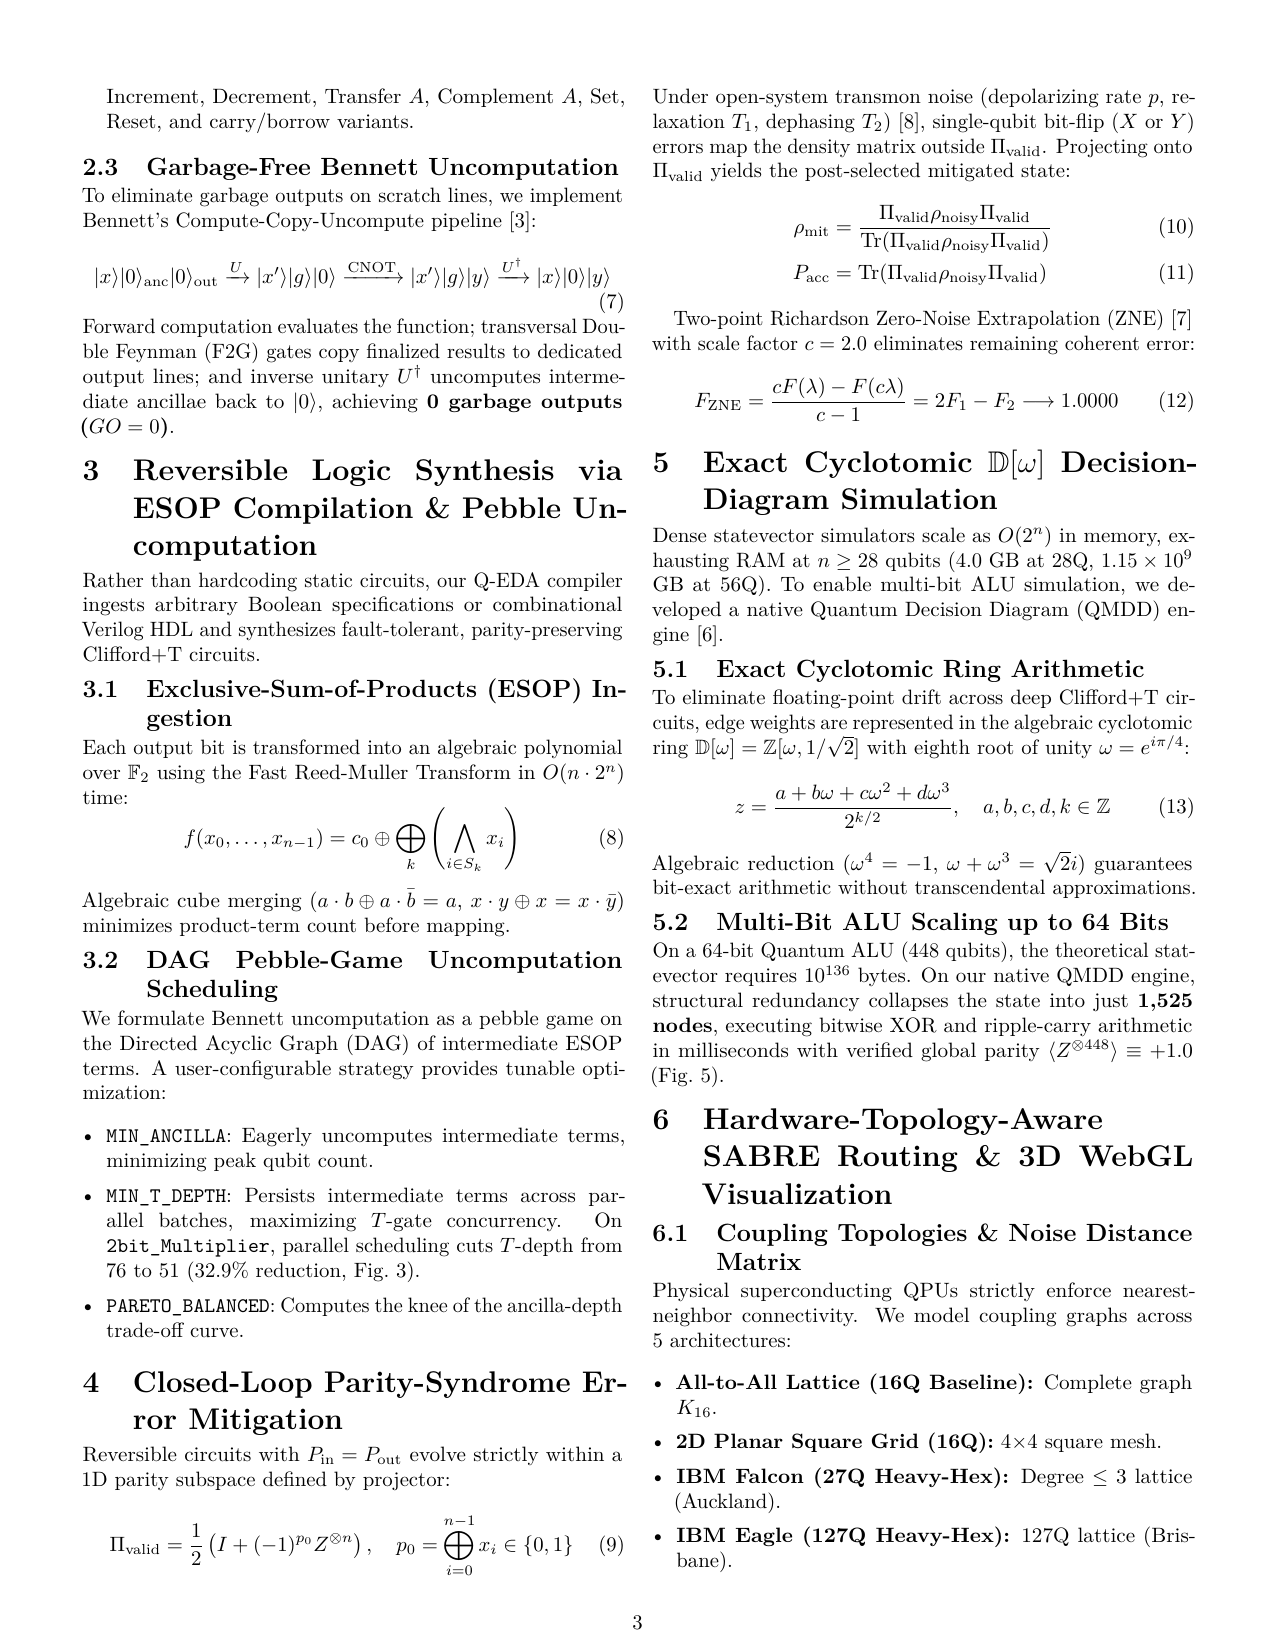 Increment, Decrement, Transfer A, Complement A, Set,
Reset, and carry/borrow variants.
2.3 Garbage-Free Bennett Uncomputation
To eliminate garbage outputs on scratch lines, we implement
Bennett's Compute-Copy-Uncompute pipeline [3]:
|x⟩|0⟩anc|0⟩out —U→ |x′⟩|g⟩|0⟩ —CNOT→ |x′⟩|g⟩|y⟩ —U†→ |x⟩|0⟩|y⟩
(7)
Forward computation evaluates the function; transversal Dou-
ble Feynman (F2G) gates copy finalized results to dedicated
output lines; and inverse unitary U† uncomputes interme-
diate ancillae back to |0⟩, achieving 0 garbage outputs
(GO = 0).
3 Reversible Logic Synthesis via
ESOP Compilation & Pebble Un-
computation
Rather than hardcoding static circuits, our Q-EDA compiler
ingests arbitrary Boolean specifications or combinational
Verilog HDL and synthesizes fault-tolerant, parity-preserving
Clifford+T circuits.
3.1 Exclusive-Sum-of-Products (ESOP) In-
gestion
Each output bit is transformed into an algebraic polynomial
over 𝔽₂ using the Fast Reed-Muller Transform in O(n · 2ⁿ)
time:
f(x₀, . . . , xₙ₋₁) = c₀ ⊕ ⨁_k ( ⋀_{i∈S_k} x_i ) (8)
Algebraic cube merging (a · b ⊕ a · b̄ = a, x · y ⊕ x = x · ȳ)
minimizes product-term count before mapping.
3.2 DAG Pebble-Game Uncomputation
Scheduling
We formulate Bennett uncomputation as a pebble game on
the Directed Acyclic Graph (DAG) of intermediate ESOP
terms. A user-configurable strategy provides tunable opti-
mization:
• MIN_ANCILLA: Eagerly uncomputes intermediate terms,
minimizing peak qubit count.
• MIN_T_DEPTH: Persists intermediate terms across par-
allel batches, maximizing T-gate concurrency. On
2bit_Multiplier, parallel scheduling cuts T-depth from
76 to 51 (32.9% reduction, Fig. 3).
• PARETO_BALANCED: Computes the knee of the ancilla-depth
trade-off curve.
4 Closed-Loop Parity-Syndrome Er-
ror Mitigation
Reversible circuits with P_in = P_out evolve strictly within a
1D parity subspace defined by projector:
Π_valid = 1/2 (I + (−1)^{p₀} Z^{⊗n}) , p₀ = ⨁_{i=0}^{n−1} x_i ∈ {0, 1} (9)
Under open-system transmon noise (depolarizing rate p, re-
laxation T₁, dephasing T₂) [8], single-qubit bit-flip (X or Y)
errors map the density matrix outside Π_valid. Projecting onto
Π_valid yields the post-selected mitigated state:
ρ_mit = Π_valid ρ_noisy Π_valid / Tr(Π_valid ρ_noisy Π_valid) (10)
P_acc = Tr(Π_valid ρ_noisy Π_valid) (11)
Two-point Richardson Zero-Noise Extrapolation (ZNE) [7]
with scale factor c = 2.0 eliminates remaining coherent error:
F_ZNE = (cF(λ) − F(cλ)) / (c − 1) = 2F₁ − F₂ ⟶ 1.0000 (12)
5 Exact Cyclotomic 𝔻[ω] Decision-
Diagram Simulation
Dense statevector simulators scale as O(2ⁿ) in memory, ex-
hausting RAM at n ≥ 28 qubits (4.0 GB at 28Q, 1.15 × 10⁹
GB at 56Q). To enable multi-bit ALU simulation, we de-
veloped a native Quantum Decision Diagram (QMDD) en-
gine [6].
5.1 Exact Cyclotomic Ring Arithmetic
To eliminate floating-point drift across deep Clifford+T cir-
cuits, edge weights are represented in the algebraic cyclotomic
ring 𝔻[ω] = ℤ[ω, 1/√2] with eighth root of unity ω = e^{iπ/4}:
z = (a + bω + cω² + dω³) / 2^{k/2}, a, b, c, d, k ∈ ℤ (13)
Algebraic reduction (ω⁴ = −1, ω + ω³ = √2i) guarantees
bit-exact arithmetic without transcendental approximations.
5.2 Multi-Bit ALU Scaling up to 64 Bits
On a 64-bit Quantum ALU (448 qubits), the theoretical stat-
evector requires 10¹³⁶ bytes. On our native QMDD engine,
structural redundancy collapses the state into just 1,525
nodes, executing bitwise XOR and ripple-carry arithmetic
in milliseconds with verified global parity ⟨Z^{⊗448}⟩ ≡ +1.0
(Fig. 5).
6 Hardware-Topology-Aware
SABRE Routing & 3D WebGL
Visualization
6.1 Coupling Topologies & Noise Distance
Matrix
Physical superconducting QPUs strictly enforce nearest-
neighbor connectivity. We model coupling graphs across
5 architectures:
• All-to-All Lattice (16Q Baseline): Complete graph
K₁₆.
• 2D Planar Square Grid (16Q): 4×4 square mesh.
• IBM Falcon (27Q Heavy-Hex): Degree ≤ 3 lattice
(Auckland).
• IBM Eagle (127Q Heavy-Hex): 127Q lattice (Bris-
bane).
3